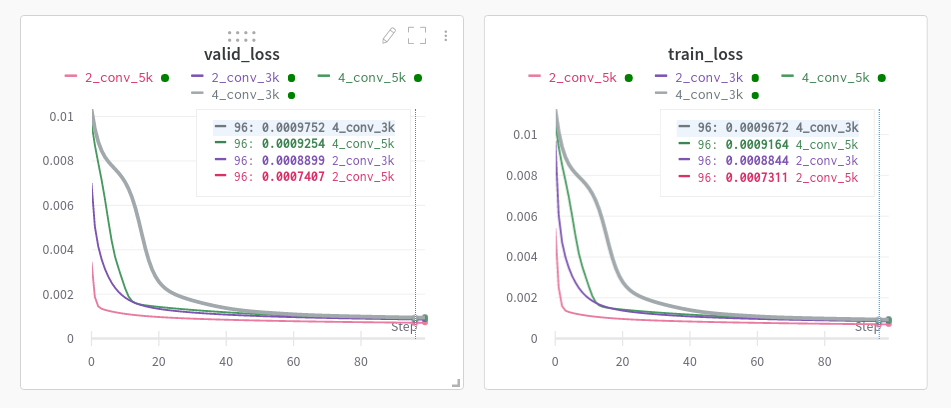 valid_loss
2_conv_5k 2_conv_3k 4_conv_5k
4_conv_3k
0.01
0.008
0.006
0.004
0.002
0
96: 0.0009752 4_conv_3k
96: 0.0009254 4_conv_5k
96: 0.0008899 2_conv_3k
96: 0.0007407 2_conv_5k
Step
0 20 40 60 80
train_loss
2_conv_5k 2_conv_3k 4_conv_5k
4_conv_3k
0.01
0.008
0.006
0.004
0.002
0
96: 0.0009672 4_conv_3k
96: 0.0009164 4_conv_5k
96: 0.0008844 2_conv_3k
96: 0.0007311 2_conv_5k
Step
0 20 40 60 80